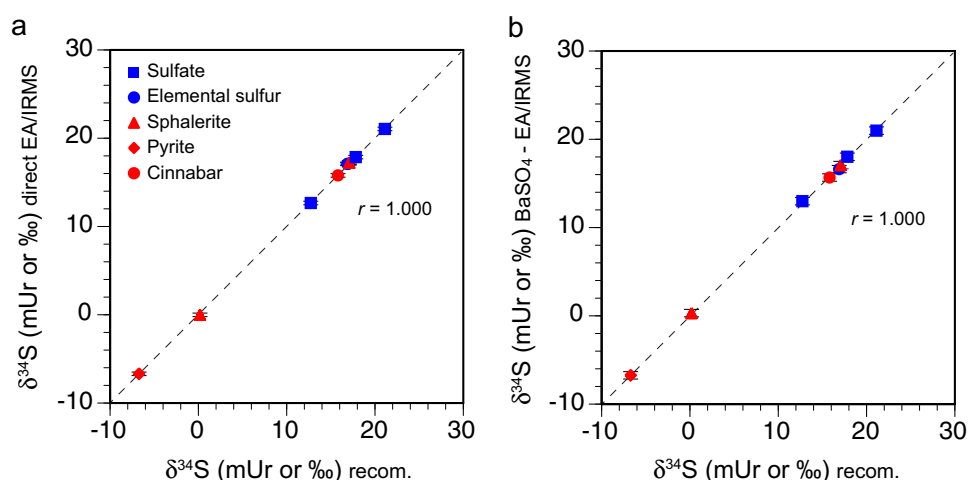 a
30
20
10
0
-10
δ³⁴S (mUr or ‰) direct EA/IRMS
Sulfate
Elemental sulfur
Sphalerite
Pyrite
Cinnabar
r = 1.000
-10 0 10 20 30
δ³⁴S (mUr or ‰) recom.
b
30
20
10
0
-10
δ³⁴S (mUr or ‰) BaSO₄ - EA/IRMS
r = 1.000
-10 0 10 20 30
δ³⁴S (mUr or ‰) recom.